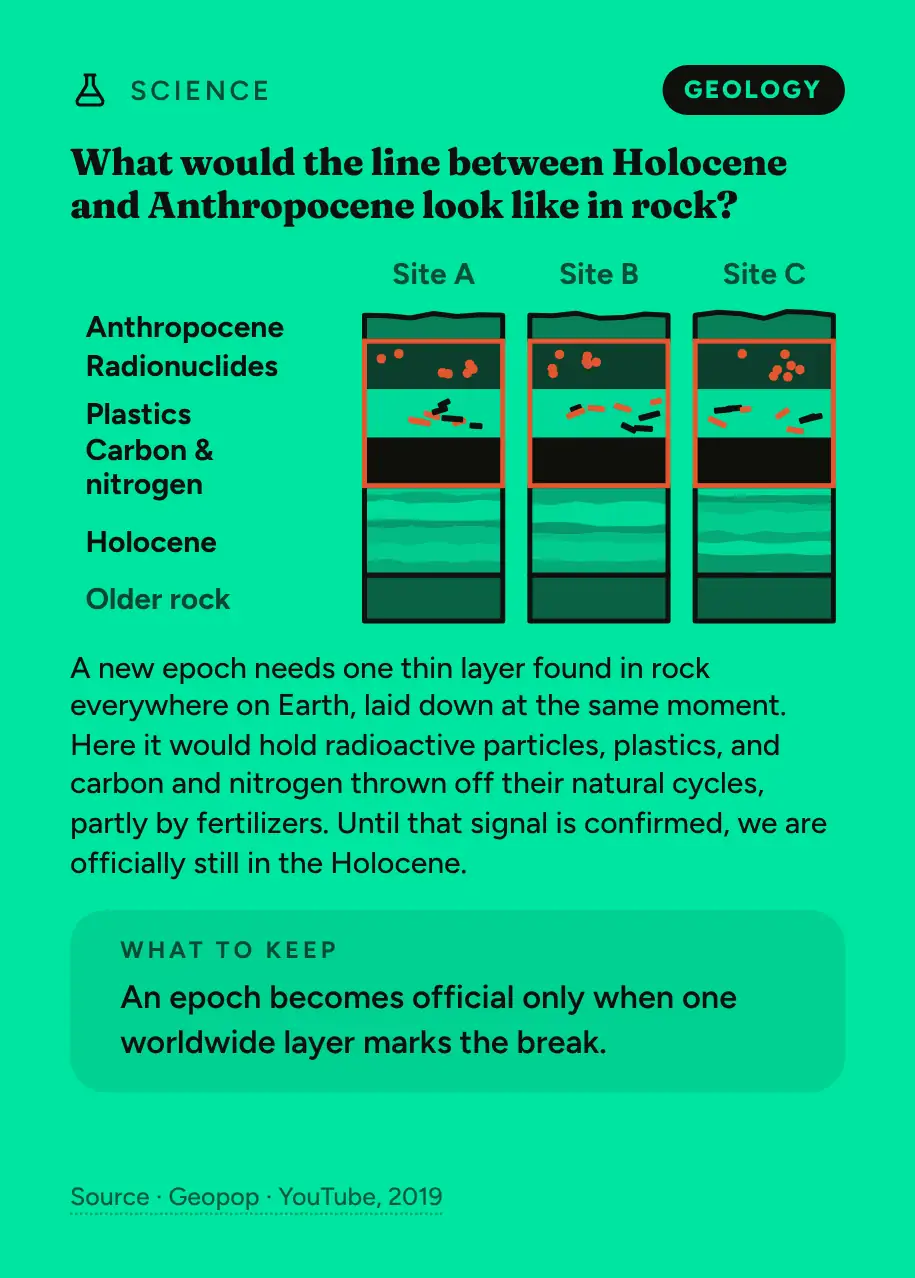 SCIENCE
GEOLOGY
What would the line between Holocene
and Anthropocene look like in rock?
Site A
Site B
Site C
Anthropocene
Radionuclides
Plastics
Carbon &
nitrogen
Holocene
Older rock
A new epoch needs one thin layer found in rock
everywhere on Earth, laid down at the same moment.
Here it would hold radioactive particles, plastics, and
carbon and nitrogen thrown off their natural cycles,
partly by fertilizers. Until that signal is confirmed, we are
officially still in the Holocene.
WHAT TO KEEP
An epoch becomes official only when one
worldwide layer marks the break.
Source · Geopop · YouTube, 2019